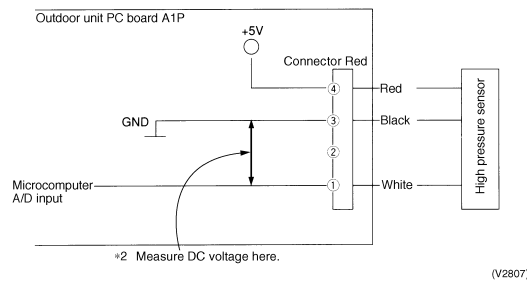 Outdoor unit PC board A1P
+5V
Connector Red
4
Red
GND
3
Black
2
Microcomputer
A/D input
1
White
High pressure sensor
*2 Measure DC voltage here.
(V2807)